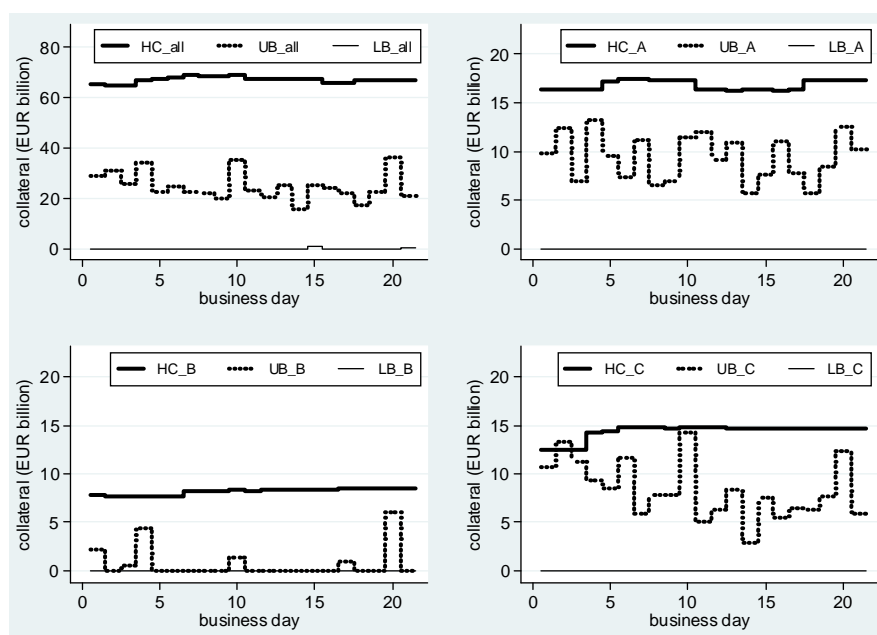 HC_all UB_all LB_all
collateral (EUR billion)
80
60
40
20
0
0 5 10 15 20
business day
HC_A UB_A LB_A
collateral (EUR billion)
20
15
10
5
0
0 5 10 15 20
business day
HC_B UB_B LB_B
collateral (EUR billion)
20
15
10
5
0
0 5 10 15 20
business day
HC_C UB_C LB_C
collateral (EUR billion)
20
15
10
5
0
0 5 10 15 20
business day